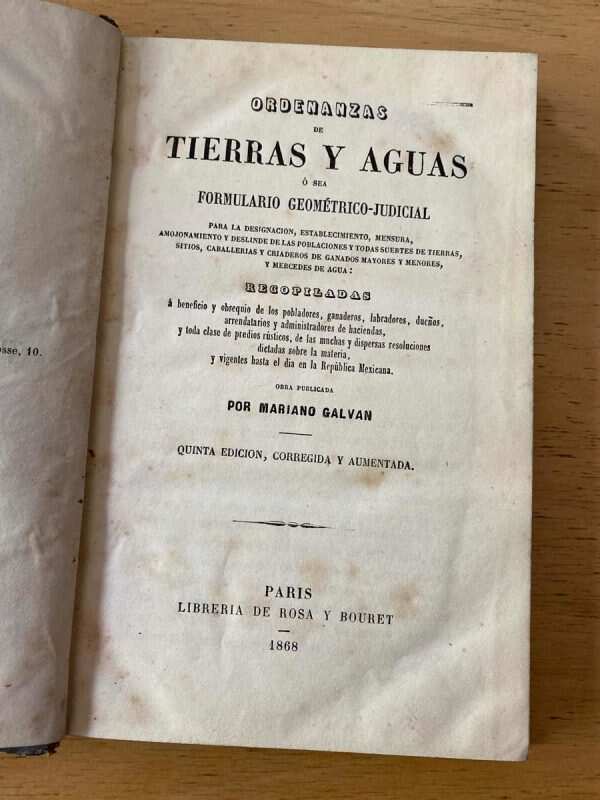 osse, 10.
ORDENANZAS
DE
TIERRAS Y AGUAS
Ó SEA
FORMULARIO GEOMÉTRICO-JUDICIAL
PARA LA DESIGNACION, ESTABLECIMIENTO, MENSURA,
AMOJONAMIENTO Y DESLINDE DE LAS POBLACIONES Y TODAS SUERTES DE TIERRAS,
SITIOS, CABALLERIAS Y CRIADEROS DE GANADOS MAYORES Y MENORES,
Y MERCEDES DE AGUA:
RECOPILADAS
á beneficio y obsequio de los pobladores, ganaderos, labradores, dueños,
arrendatarios y administradores de haciendas,
y toda clase de predios rústicos, de las muchas y dispersas resoluciones
dictadas sobre la materia,
y vigentes hasta el dia en la República Mexicana.
OBRA PUBLICADA
POR MARIANO GALVAN
QUINTA EDICION, CORREGIDA Y AUMENTADA.
PARIS
LIBRERIA DE ROSA Y BOURET
1868